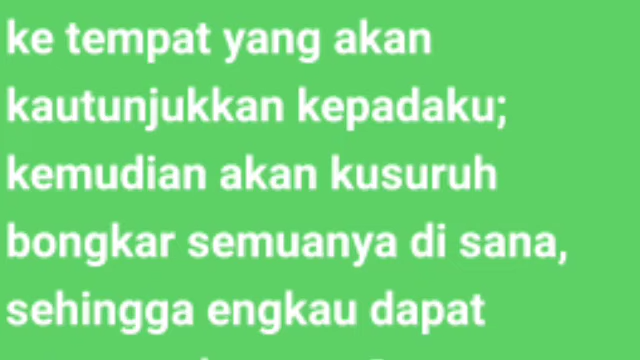 ke tempat yang akan
kautunjukkan kepadaku;
kemudian akan kusuruh
bongkar semuanya di sana,
sehingga engkau dapat